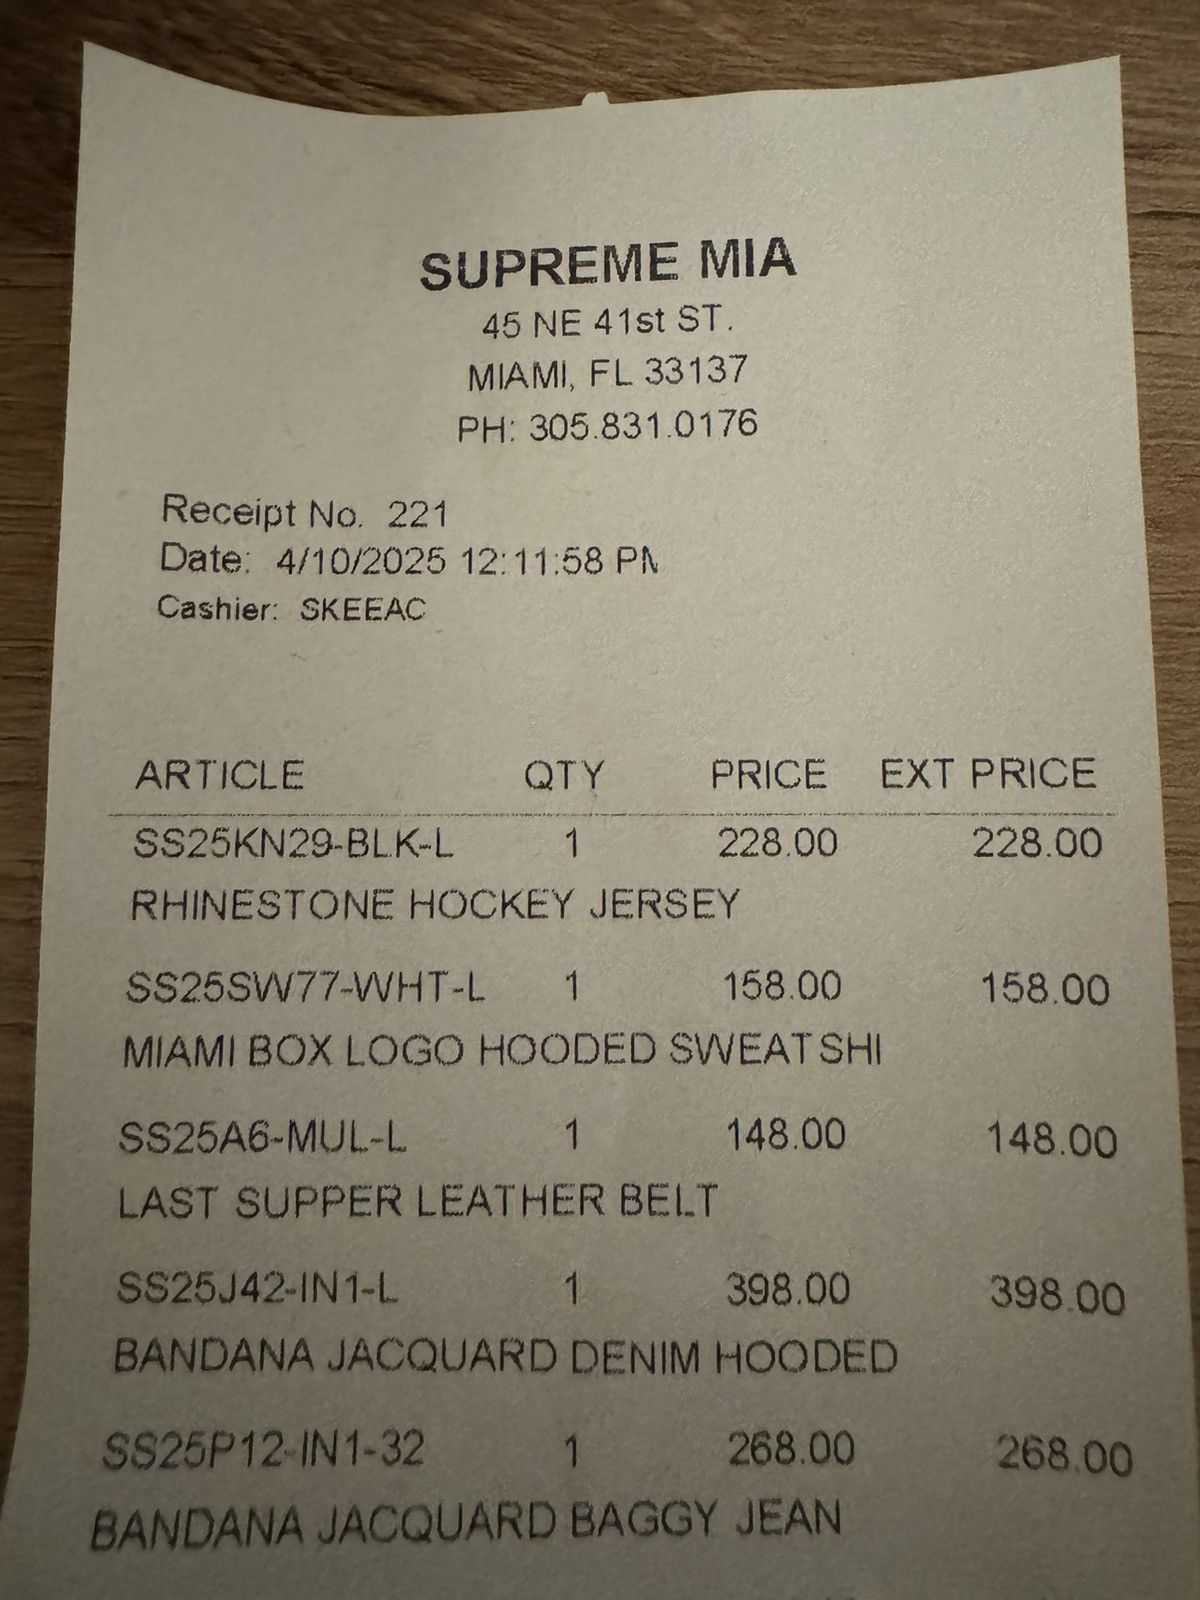 SUPREME MIA
45 NE 41st ST.
MIAMI, FL 33137
PH: 305.831.0176
Receipt No. 221
Date: 4/10/2025 12:11:58 PM
Cashier: SKEEAC
ARTICLE QTY PRICE EXT PRICE
SS25KN29-BLK-L 1 228.00 228.00
RHINESTONE HOCKEY JERSEY
SS25SW77-WHT-L 1 158.00 158.00
MIAMI BOX LOGO HOODED SWEATSHI
SS25A6-MUL-L 1 148.00 148.00
LAST SUPPER LEATHER BELT
SS25J42-IN1-L 1 398.00 398.00
BANDANA JACQUARD DENIM HOODED
SS25P12-IN1-32 1 268.00 268.00
BANDANA JACQUARD BAGGY JEAN